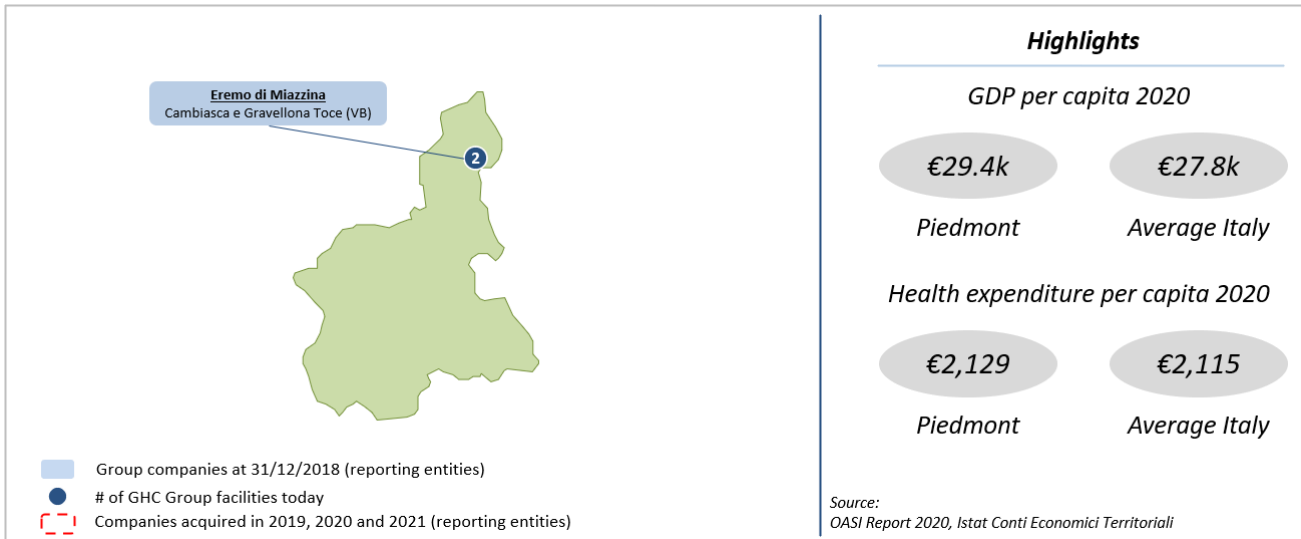 Eremo di Miazzina
Cambiasca e Gravellona Toce (VB)
2
Group companies at 31/12/2018 (reporting entities)
# of GHC Group facilities today
Companies acquired in 2019, 2020 and 2021 (reporting entities)
Highlights
GDP per capita 2020
€29.4k €27.8k
Piedmont Average Italy
Health expenditure per capita 2020
€2,129 €2,115
Piedmont Average Italy
Source:
OASI Report 2020, Istat Conti Economici Territoriali